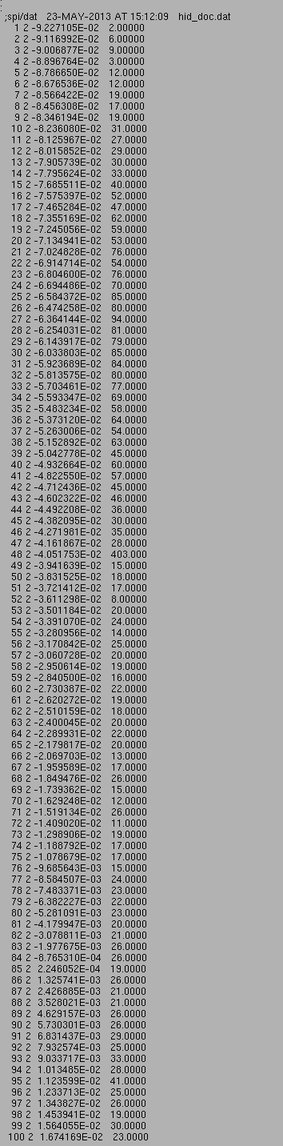 :
;spi/dat 23-MAY-2013 AT 15:12:09 hid_doc.dat
1 2 -9.227105E-02 2.00000
2 2 -9.116992E-02 6.00000
3 2 -9.006877E-02 9.00000
4 2 -8.896764E-02 3.00000
5 2 -8.786650E-02 12.0000
6 2 -8.676536E-02 12.0000
7 2 -8.566422E-02 19.0000
8 2 -8.456308E-02 17.0000
9 2 -8.346194E-02 19.0000
10 2 -8.236080E-02 31.0000
11 2 -8.125967E-02 27.0000
12 2 -8.015852E-02 29.0000
13 2 -7.905739E-02 30.0000
14 2 -7.795624E-02 33.0000
15 2 -7.685511E-02 40.0000
16 2 -7.575397E-02 52.0000
17 2 -7.465284E-02 47.0000
18 2 -7.355169E-02 62.0000
19 2 -7.245056E-02 59.0000
20 2 -7.134941E-02 53.0000
21 2 -7.024828E-02 76.0000
22 2 -6.914714E-02 54.0000
23 2 -6.804600E-02 76.0000
24 2 -6.694486E-02 70.0000
25 2 -6.584372E-02 85.0000
26 2 -6.474258E-02 80.0000
27 2 -6.364144E-02 94.0000
28 2 -6.254031E-02 81.0000
29 2 -6.143917E-02 79.0000
30 2 -6.033803E-02 85.0000
31 2 -5.923689E-02 84.0000
32 2 -5.813575E-02 80.0000
33 2 -5.703461E-02 77.0000
34 2 -5.593347E-02 69.0000
35 2 -5.483234E-02 58.0000
36 2 -5.373120E-02 64.0000
37 2 -5.263006E-02 54.0000
38 2 -5.152892E-02 63.0000
39 2 -5.042778E-02 45.0000
40 2 -4.932664E-02 60.0000
41 2 -4.822550E-02 57.0000
42 2 -4.712436E-02 45.0000
43 2 -4.602322E-02 46.0000
44 2 -4.492208E-02 36.0000
45 2 -4.382095E-02 30.0000
46 2 -4.271981E-02 35.0000
47 2 -4.161867E-02 28.0000
48 2 -4.051753E-02 403.000
49 2 -3.941639E-02 15.0000
50 2 -3.831525E-02 18.0000
51 2 -3.721412E-02 17.0000
52 2 -3.611298E-02 8.00000
53 2 -3.501184E-02 20.0000
54 2 -3.391070E-02 24.0000
55 2 -3.280956E-02 14.0000
56 2 -3.170842E-02 25.0000
57 2 -3.060728E-02 20.0000
58 2 -2.950614E-02 19.0000
59 2 -2.840500E-02 16.0000
60 2 -2.730387E-02 22.0000
61 2 -2.620272E-02 19.0000
62 2 -2.510159E-02 18.0000
63 2 -2.400045E-02 20.0000
64 2 -2.289931E-02 22.0000
65 2 -2.179817E-02 20.0000
66 2 -2.069703E-02 13.0000
67 2 -1.959589E-02 17.0000
68 2 -1.849476E-02 26.0000
69 2 -1.739362E-02 15.0000
70 2 -1.629248E-02 12.0000
71 2 -1.519134E-02 26.0000
72 2 -1.409020E-02 11.0000
73 2 -1.298906E-02 19.0000
74 2 -1.188792E-02 17.0000
75 2 -1.078679E-02 17.0000
76 2 -9.685643E-03 15.0000
77 2 -8.584507E-03 24.0000
78 2 -7.483371E-03 23.0000
79 2 -6.382227E-03 22.0000
80 2 -5.281091E-03 23.0000
81 2 -4.179947E-03 20.0000
82 2 -3.078811E-03 21.0000
83 2 -1.977675E-03 26.0000
84 2 -8.765310E-04 26.0000
85 2 2.246052E-04 19.0000
86 2 1.325741E-03 26.0000
87 2 2.426885E-03 21.0000
88 2 3.528021E-03 21.0000
89 2 4.629157E-03 26.0000
90 2 5.730301E-03 26.0000
91 2 6.831437E-03 29.0000
92 2 7.932574E-03 25.0000
93 2 9.033717E-03 33.0000
94 2 1.013485E-02 28.0000
95 2 1.123599E-02 41.0000
96 2 1.233713E-02 25.0000
97 2 1.343827E-02 26.0000
98 2 1.453941E-02 19.0000
99 2 1.564055E-02 30.0000
100 2 1.674169E-02 23.0000